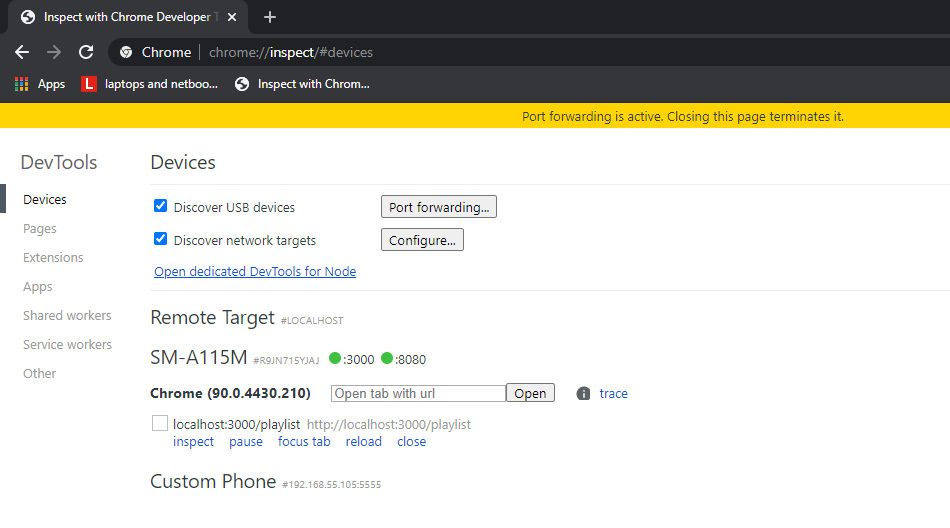 Inspect with Chrome Developer T
Chrome chrome://inspect/#devices
Apps L laptops and netboo... Inspect with Chrom...
Port forwarding is active. Closing this page terminates it.
DevTools
Devices
Pages
Extensions
Apps
Shared workers
Service workers
Other
Devices
Discover USB devices Port forwarding...
Discover network targets Configure...
Open dedicated DevTools for Node
Remote Target #LOCALHOST
SM-A115M #R9JN715YJAJ :3000 :8080
Chrome (90.0.4430.210) Open tab with url Open i trace
localhost:3000/playlist http://localhost:3000/playlist
inspect pause focus tab reload close
Custom Phone #192.168.55.105:5555